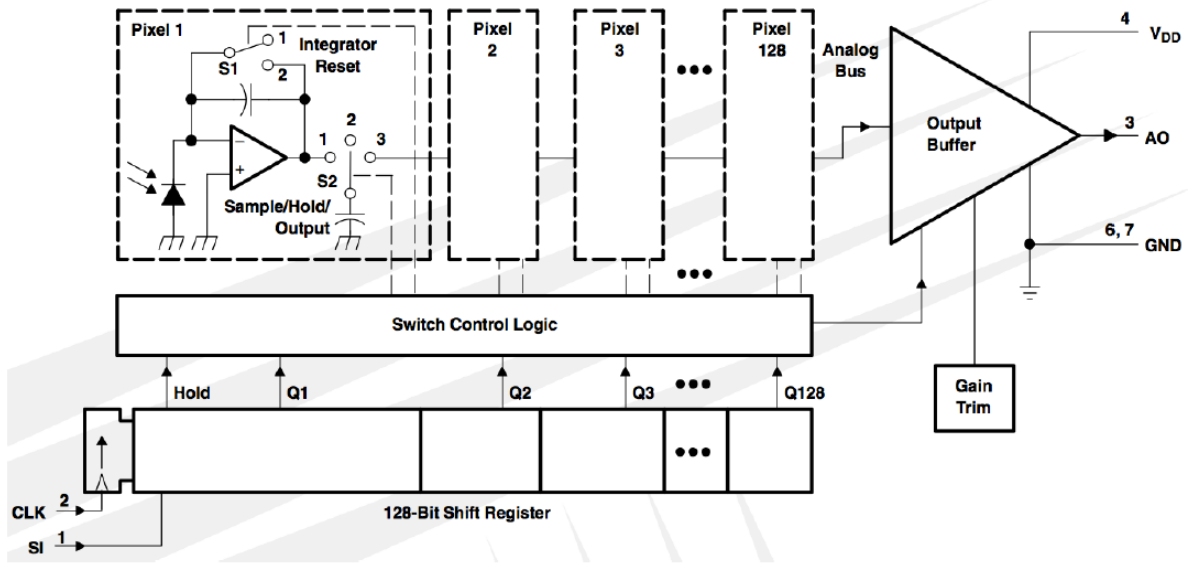 Pixel 1
1
Integrator
Reset
S1
2
2
1
3
−
+
S2
Sample/Hold/
Output
Pixel
2
Pixel
3
Pixel
128
Analog
Bus
Output
Buffer
4
VDD
3
AO
6, 7
GND
Switch Control Logic
Hold
Q1
Q2
Q3
Q128
Gain
Trim
CLK
2
SI
1
128-Bit Shift Register